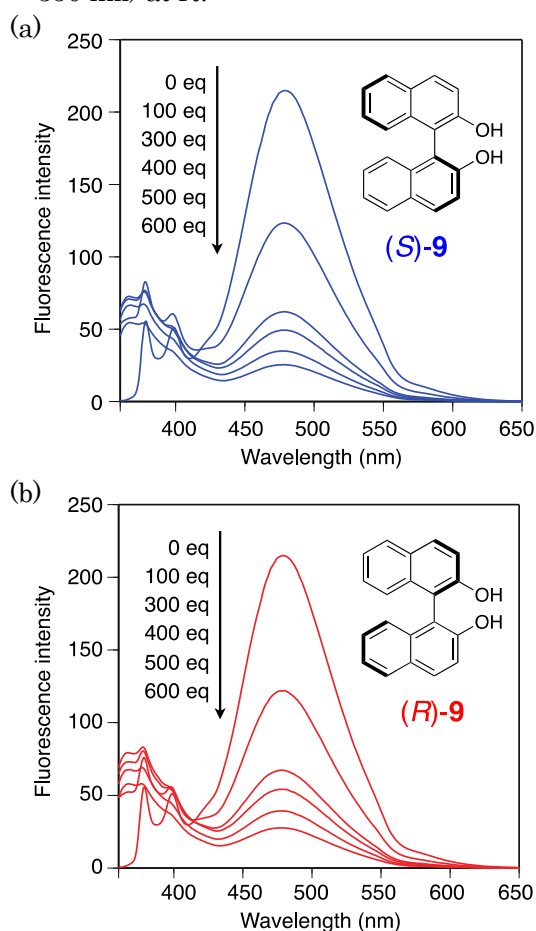 (a)
250
200
150
100
50
0
Fluorescence intensity
0 eq
100 eq
300 eq
400 eq
500 eq
600 eq
OH
OH
(S)-9
400
450
500
550
600
650
Wavelength (nm)
(b)
250
200
150
100
50
0
Fluorescence intensity
0 eq
100 eq
300 eq
400 eq
500 eq
600 eq
OH
OH
(R)-9
400
450
500
550
600
650
Wavelength (nm)